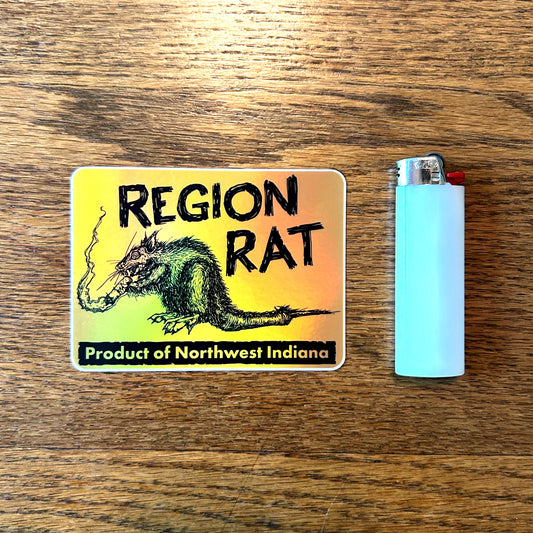 REGION
RAT
Product of Northwest Indiana